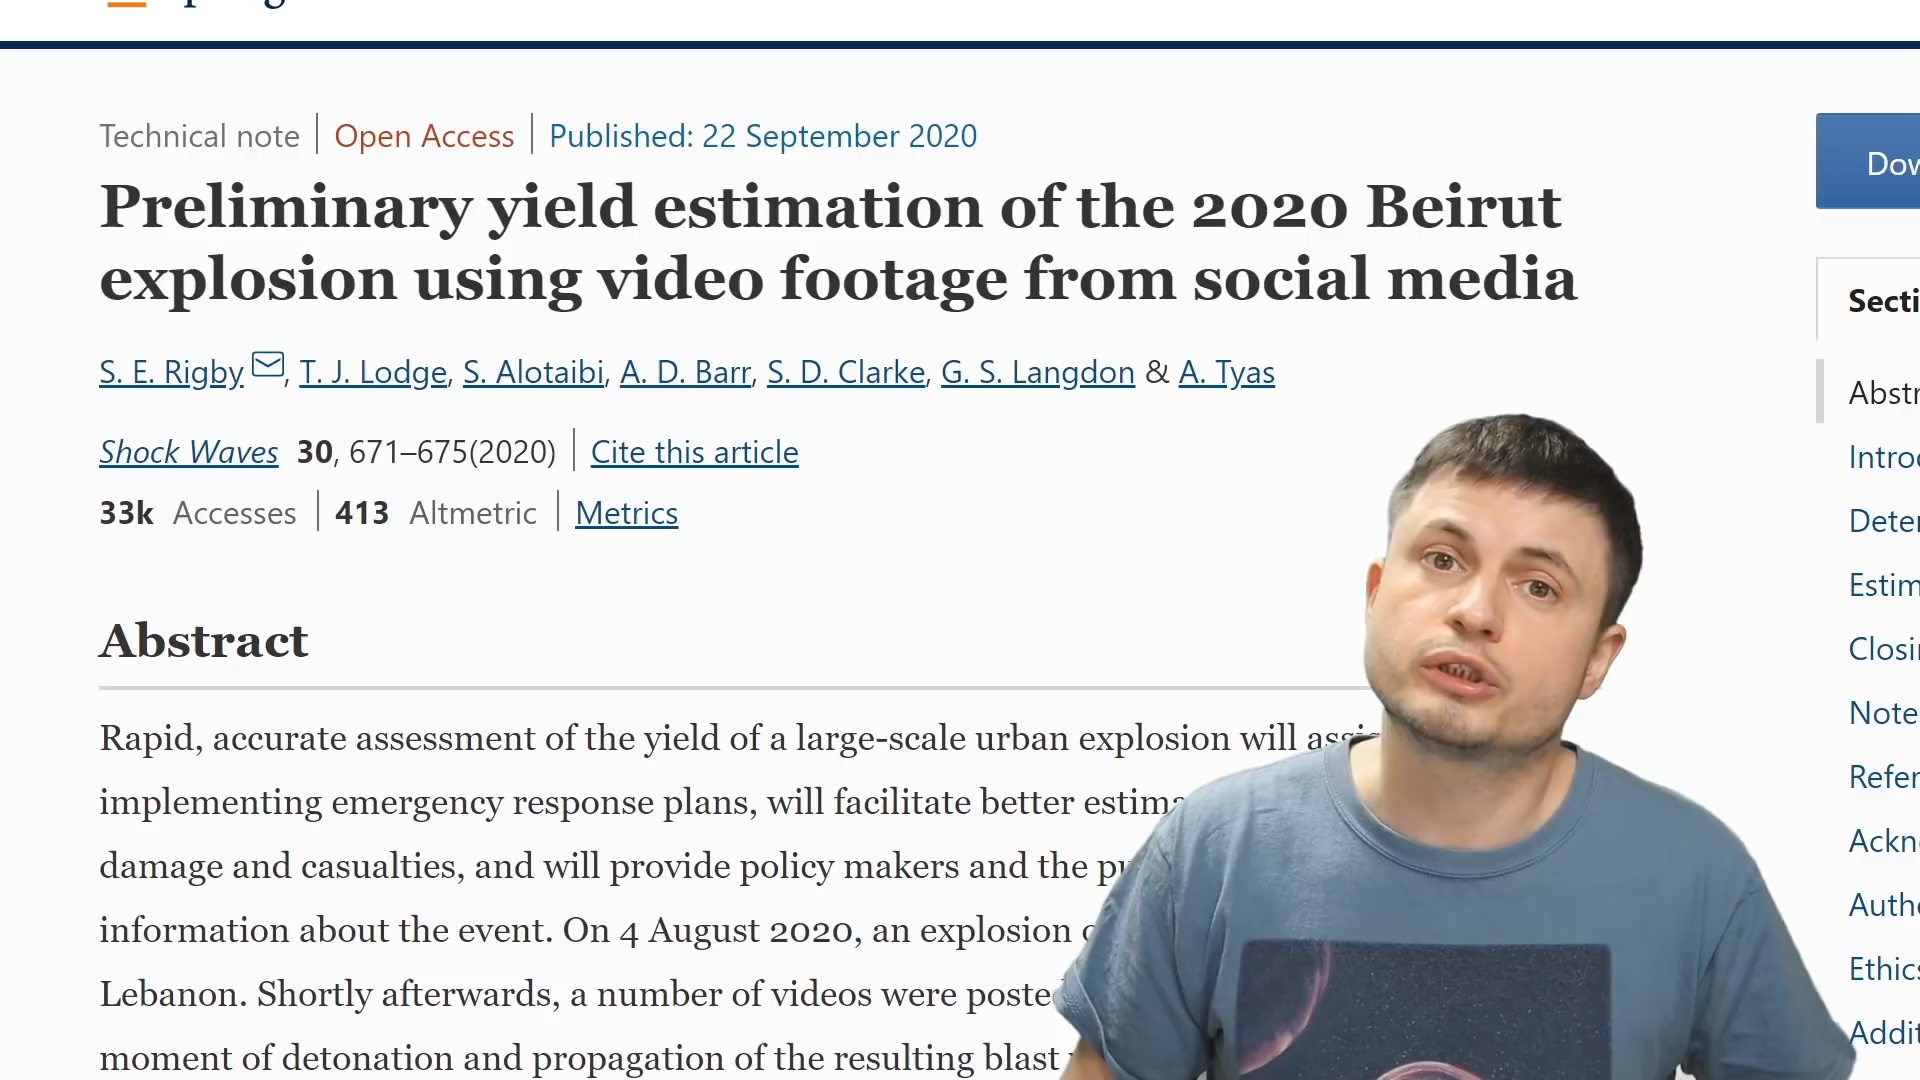 Technical note | Open Access | Published: 22 September 2020
Preliminary yield estimation of the 2020 Beirut
explosion using video footage from social media
S. E. Rigby, T. J. Lodge, S. Alotaibi, A. D. Barr, S. D. Clarke, G. S. Langdon & A. Tyas
Shock Waves 30, 671–675(2020) | Cite this article
33k Accesses | 413 Altmetric | Metrics
Abstract
Rapid, accurate assessment of the yield of a large-scale urban explosion will
implementing emergency response plans, will facilitate better
damage and casualties, and will provide policy makers and the
information about the event. On 4 August 2020, an explosion
Lebanon. Shortly afterwards, a number of videos were posted
moment of detonation and propagation of the resulting blast